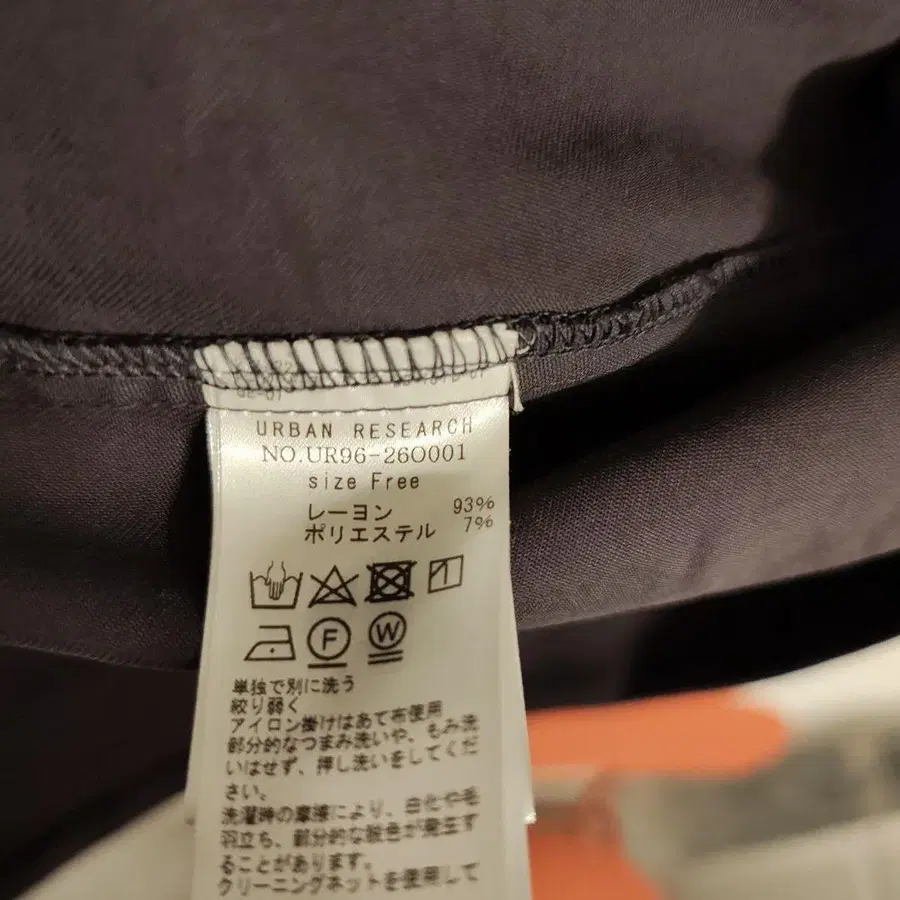 URBAN RESEARCH
NO.UR96-26O001
size Free
レーヨン 93%
ポリエステル 7%
F W
単独で別に洗う
絞り弱く
アイロン掛けはあて布使用
部分的なつまみ洗いや、もみ洗
いはせず、押し洗いをしてくだ
さい。
洗濯時の摩擦により、白化や毛
羽立ち、部分的な脱色が発生す
ることがあります。
クリーニングネットを使用して